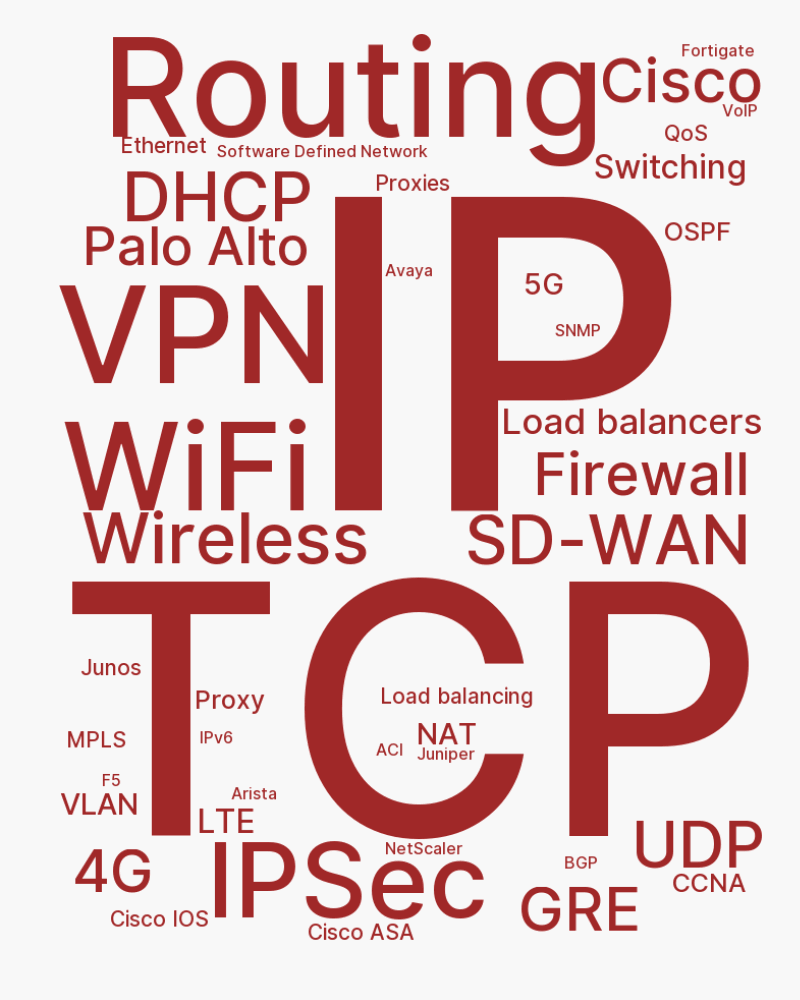 Routing
Fortigate
Cisco
VoIP
QoS
Ethernet
Software Defined Network
Switching
DHCP
Proxies
IP
Palo Alto
OSPF
Avaya
5G
VPN
SNMP
Load balancers
WiFi
Firewall
Wireless
SD-WAN
TCP
Junos
Proxy
Load balancing
MPLS
IPv6
NAT
ACI
Juniper
F5
VLAN
Arista
LTE
NetScaler
UDP
4G
IPSec
BGP
CCNA
GRE
Cisco IOS
Cisco ASA